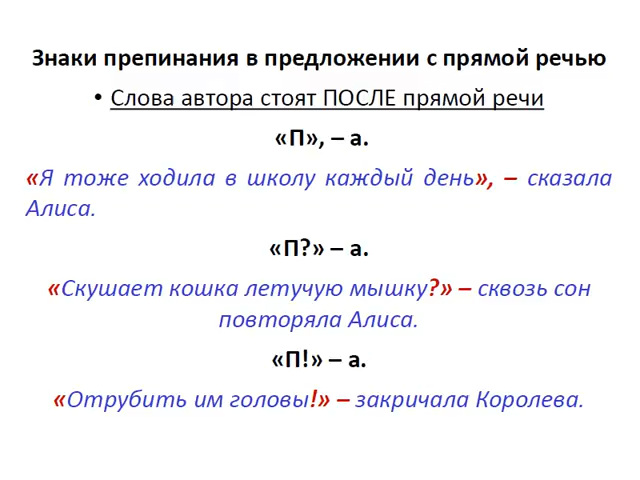 Знаки препинания в предложении с прямой речью
• Слова автора стоят ПОСЛЕ прямой речи
«П», – а.
«Я тоже ходила в школу каждый день», – сказала
Алиса.
«П?» – а.
«Скушает кошка летучую мышку?» – сквозь сон
повторяла Алиса.
«П!» – а.
«Отрубить им головы!» – закричала Королева.